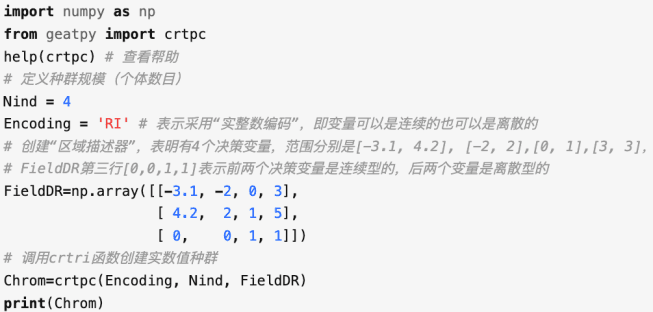 import numpy as np
from geatpy import crtpc
help(crtpc) # 查看帮助
# 定义种群规模（个体数目）
Nind = 4
Encoding = 'RI' # 表示采用“实整数编码”，即变量可以是连续的也可以是离散的
# 创建“区域描述器”，表明有4个决策变量，范围分别是[-3.1, 4.2], [-2, 2],[0, 1],[3, 3],
# FieldDR第三行[0,0,1,1]表示前两个决策变量是连续型的，后两个变量是离散型的
FieldDR=np.array([[-3.1, -2, 0, 3],
[ 4.2, 2, 1, 5],
[ 0, 0, 1, 1]])
# 调用crtri函数创建实数值种群
Chrom=crtpc(Encoding, Nind, FieldDR)
print(Chrom)